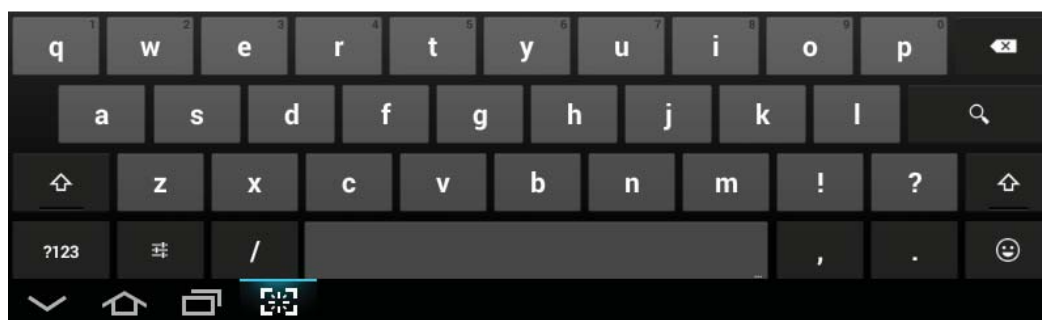 1 2 3 4 5 6 7 8 9 0
q w e r t y u i o p
a s d f g h j k l
z x c v b n m ! ?
?123 / ... , .